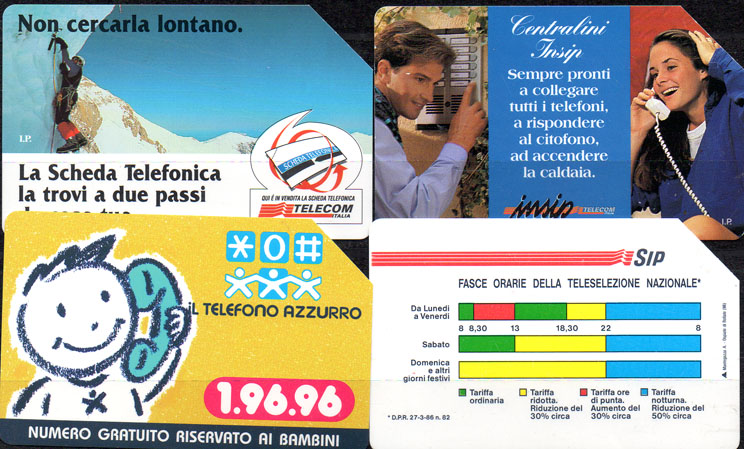 Non cercarla lontano.
I.P.
La Scheda Telefonica
la trovi a due passi
SCHEDA TELEFONICA
QUI È IN VENDITA LA SCHEDA TELEFONICA
TELECOM
ITALIA
Centralini
Insip
Sempre pronti
a collegare
tutti i telefoni,
a rispondere
al citofono,
ad accendere
la caldaia.
insip TELECOM
I.P.
*0#
IL TELEFONO AZZURRO
1.96.96
NUMERO GRATUITO RISERVATO AI BAMBINI
SIP
FASCE ORARIE DELLA TELESELEZIONE NAZIONALE*
Da Lunedì
a Venerdì
8 8,30 13 18,30 22 8
Sabato
Domenica
e altri
giorni festivi
Tariffa ordinaria
Tariffa ridotta. Riduzione del 30% circa
Tariffa ore di punta. Aumento del 30% circa
Tariffa notturna. Riduzione del 50% circa
* D.P.R. 27-3-86 n. 82